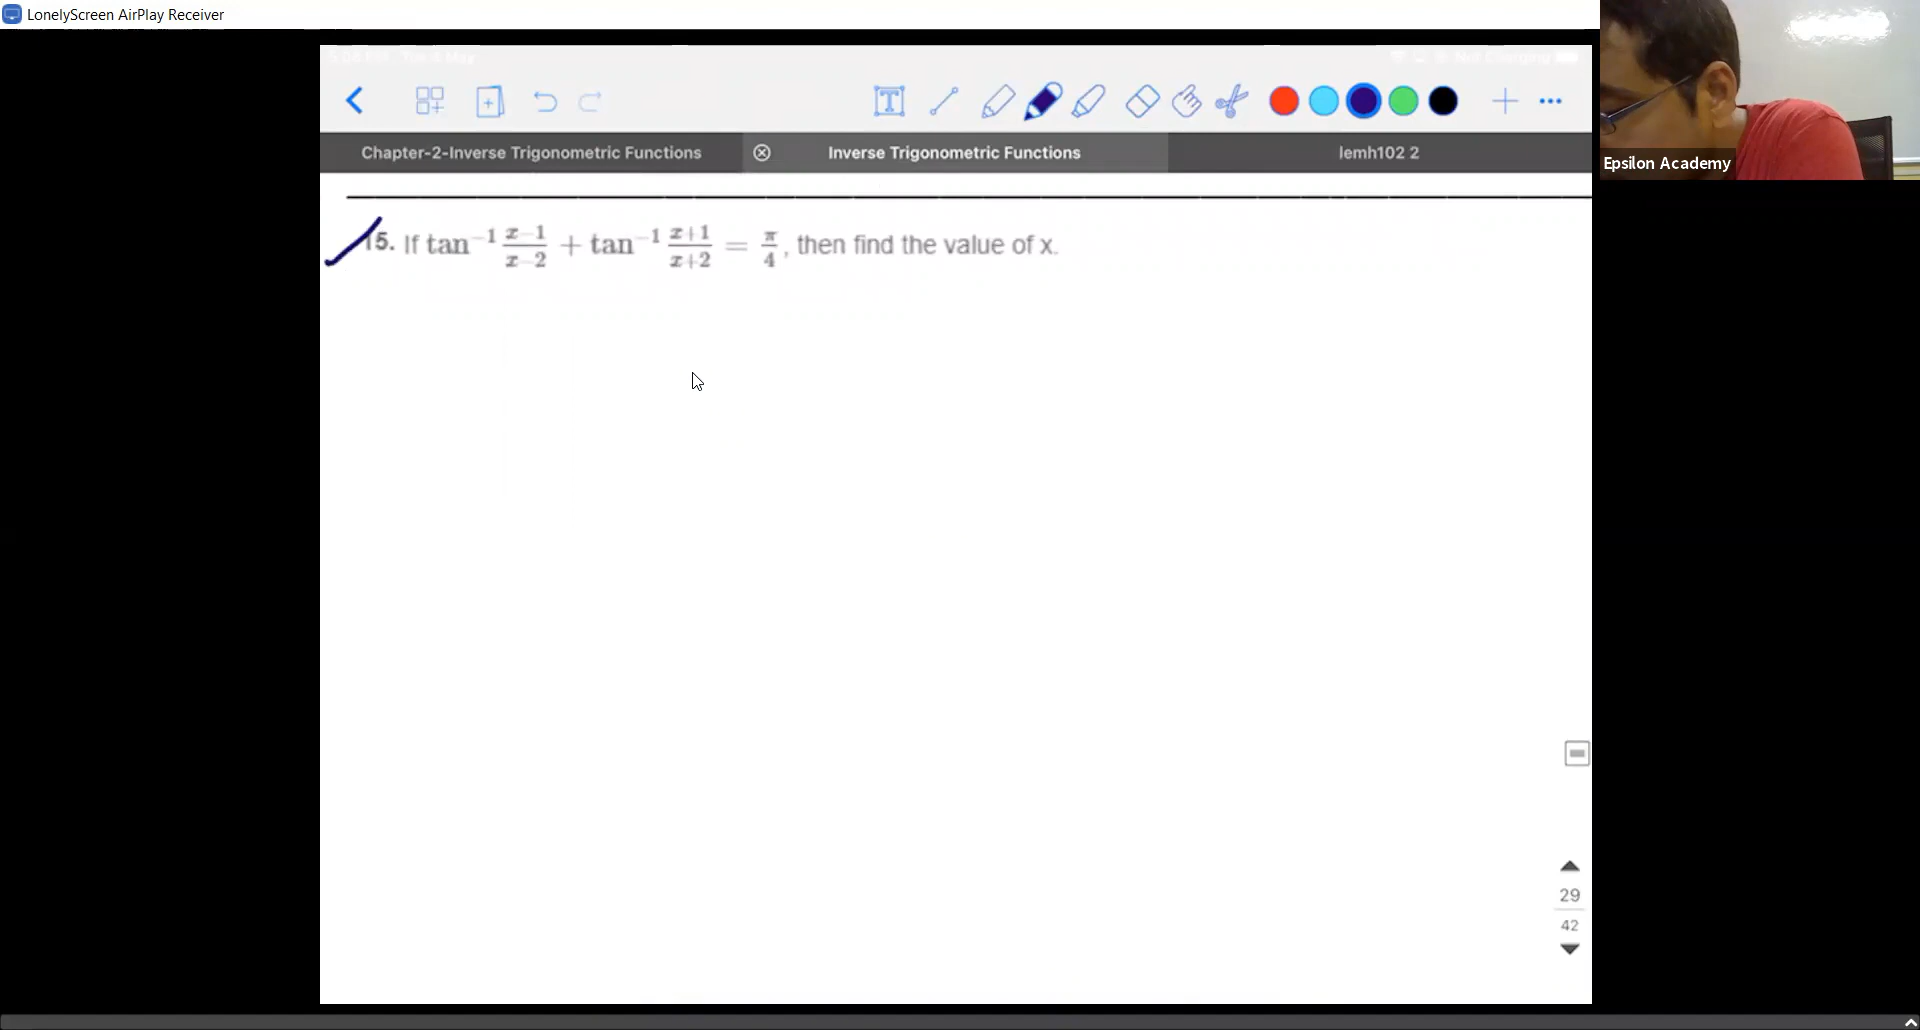 LonelyScreen AirPlay Receiver
Chapter-2-Inverse Trigonometric Functions
Inverse Trigonometric Functions
lemh102 2
Epsilon Academy
15. If tan⁻¹ (x−1)/(x−2) + tan⁻¹ (x+1)/(x+2) = π/4, then find the value of x.
29
42